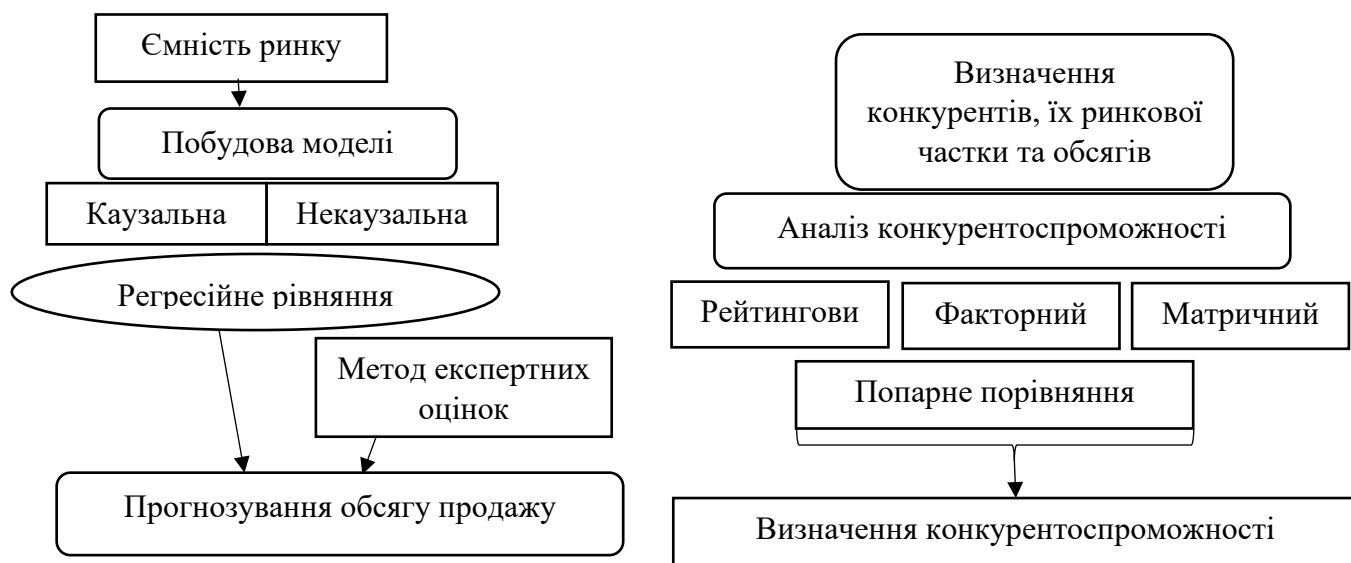 Ємність ринку
Побудова моделі
Каузальна
Некаузальна
Регресійне рівняння
Метод експертних
оцінок
Прогнозування обсягу продажу
Визначення
конкурентів, їх ринкової
частки та обсягів
Аналіз конкурентоспроможності
Рейтингови
Факторний
Матричний
Попарне порівняння
Визначення конкурентоспроможності